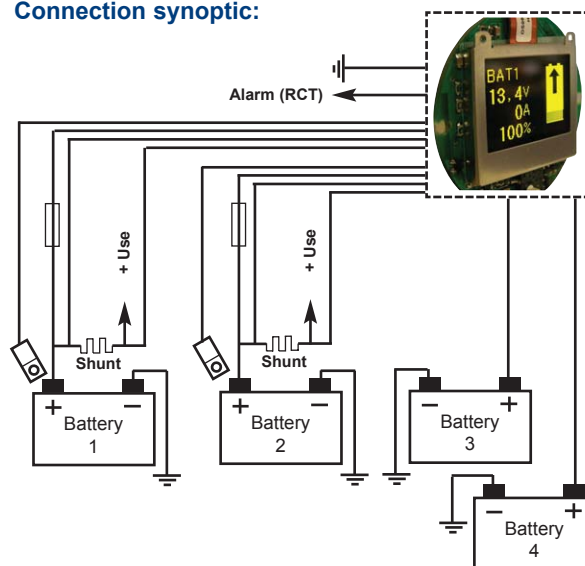 Connection synoptic:
Alarm (RCT)
BAT1
13.4V
0A
100%
+ Use
+ Use
Shunt
Shunt
+ −
Battery
1
+ −
Battery
2
− +
Battery
3
− +
Battery
4